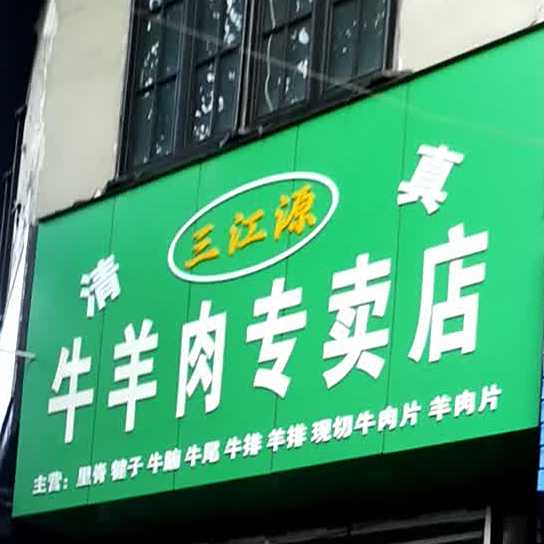 清 三江源 真
牛羊肉专卖店
主营：里脊 键子 牛腩 牛尾 牛排 羊排 现切牛肉片 羊肉片